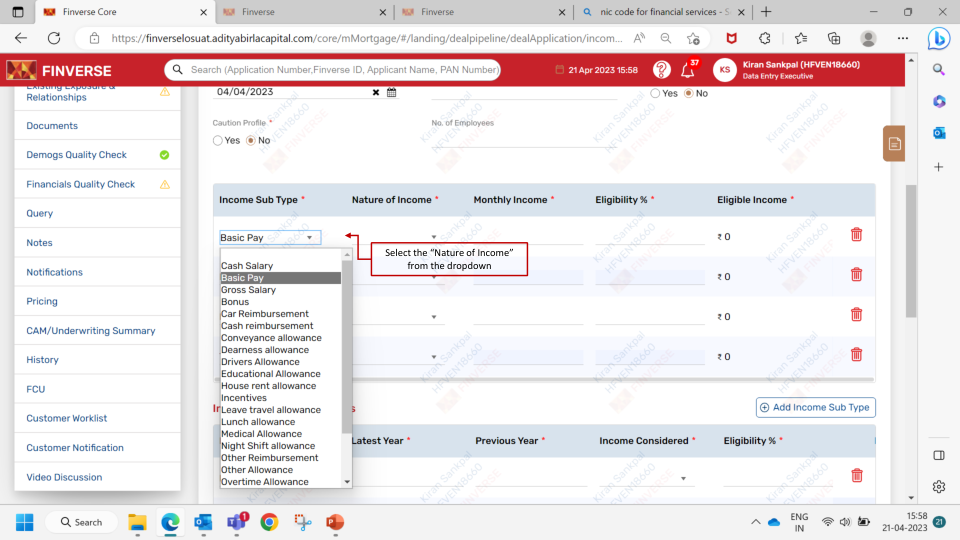 Finverse Core
Finverse
Finverse
nic code for financial services - S
https://finverselosuat.adityabirlacapital.com/core/mMortgage/#/landing/dealpipeline/dealApplication/incom...
FINVERSE
Search (Application Number,Finverse ID, Applicant Name, PAN Number)
21 Apr 2023 15:58
37
KS
Kiran Sankpal (HFVEN18660)
Data Entry Executive
Existing Exposure &
Relationships
Documents
Demogs Quality Check
Financials Quality Check
Query
Notes
Notifications
Pricing
CAM/Underwriting Summary
History
FCU
Customer Worklist
Customer Notification
Video Discussion
04/04/2023
Yes No
Caution Profile *
No. of Employees
Yes No
Income Sub Type * Nature of Income * Monthly Income * Eligibility % * Eligible Income *
Basic Pay
₹ 0
₹ 0
₹ 0
₹ 0
Select the “Nature of Income”
from the dropdown
Cash Salary
Basic Pay
Gross Salary
Bonus
Car Reimbursement
Cash reimbursement
Conveyance allowance
Dearness allowance
Drivers Allowance
Educational Allowance
House rent allowance
Incentives
Leave travel allowance
Lunch allowance
Medical Allowance
Night Shift allowance
Other Reimbursement
Other Allowance
Overtime Allowance
Add Income Sub Type
Latest Year * Previous Year * Income Considered * Eligibility % *
Kiran Sankpal
HFVEN18660
FINVERSE
Search
1
ENG
IN
15:58
21-04-2023
21